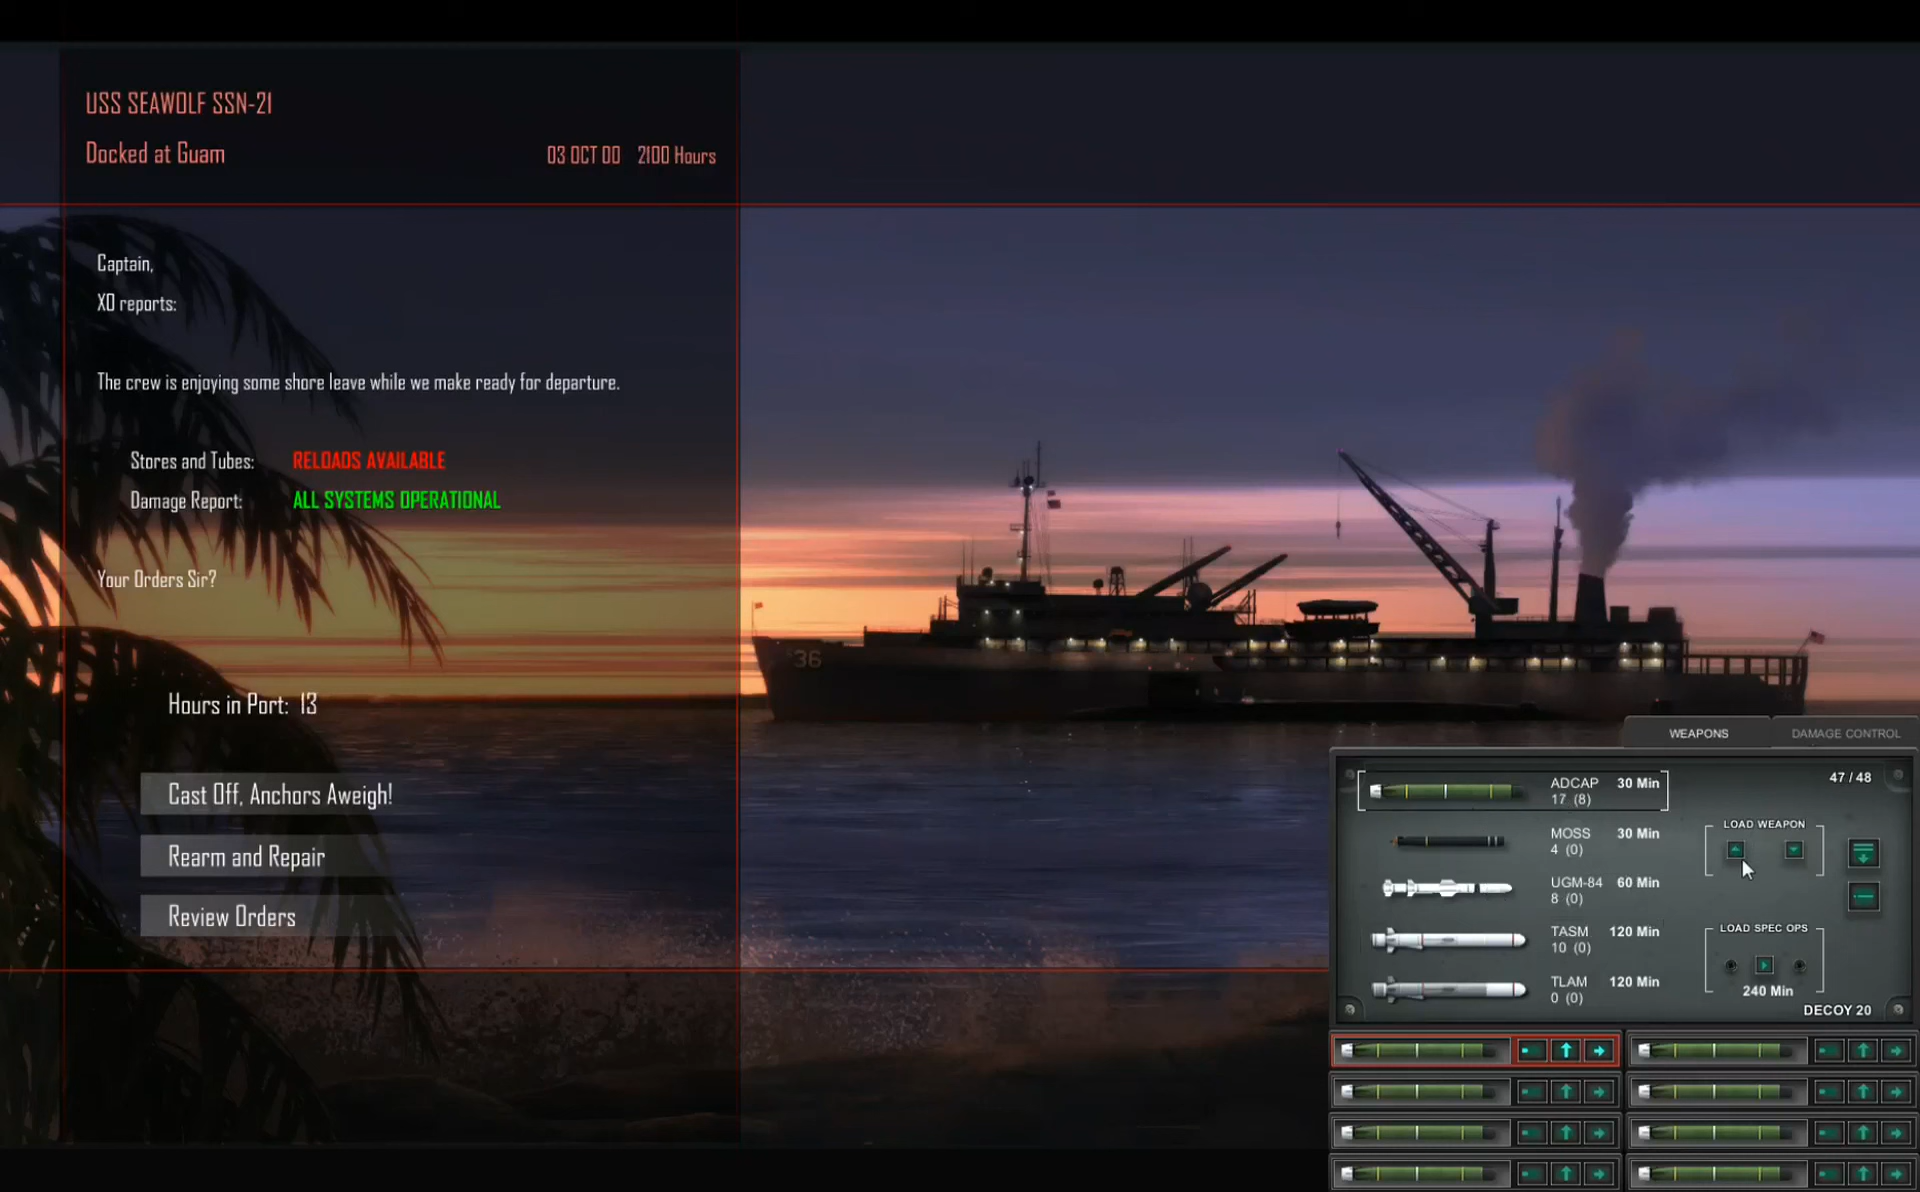 USS SEAWOLF SSN-21
Docked at Guam
03 OCT 00 2100 Hours
Captain,
XO reports:
The crew is enjoying some shore leave while we make ready for departure.
Stores and Tubes: RELOADS AVAILABLE
Damage Report: ALL SYSTEMS OPERATIONAL
Your Orders Sir?
Hours in Port: 13
Cast Off, Anchors Aweigh!
Rearm and Repair
Review Orders
36
WEAPONS
DAMAGE CONTROL
47 / 48
ADCAP 30 Min
17 (8)
MOSS 30 Min
4 (0)
UGM-84 60 Min
8 (0)
TASM 120 Min
10 (0)
TLAM 120 Min
0 (0)
LOAD WEAPON
LOAD SPEC OPS
240 Min
DECOY 20